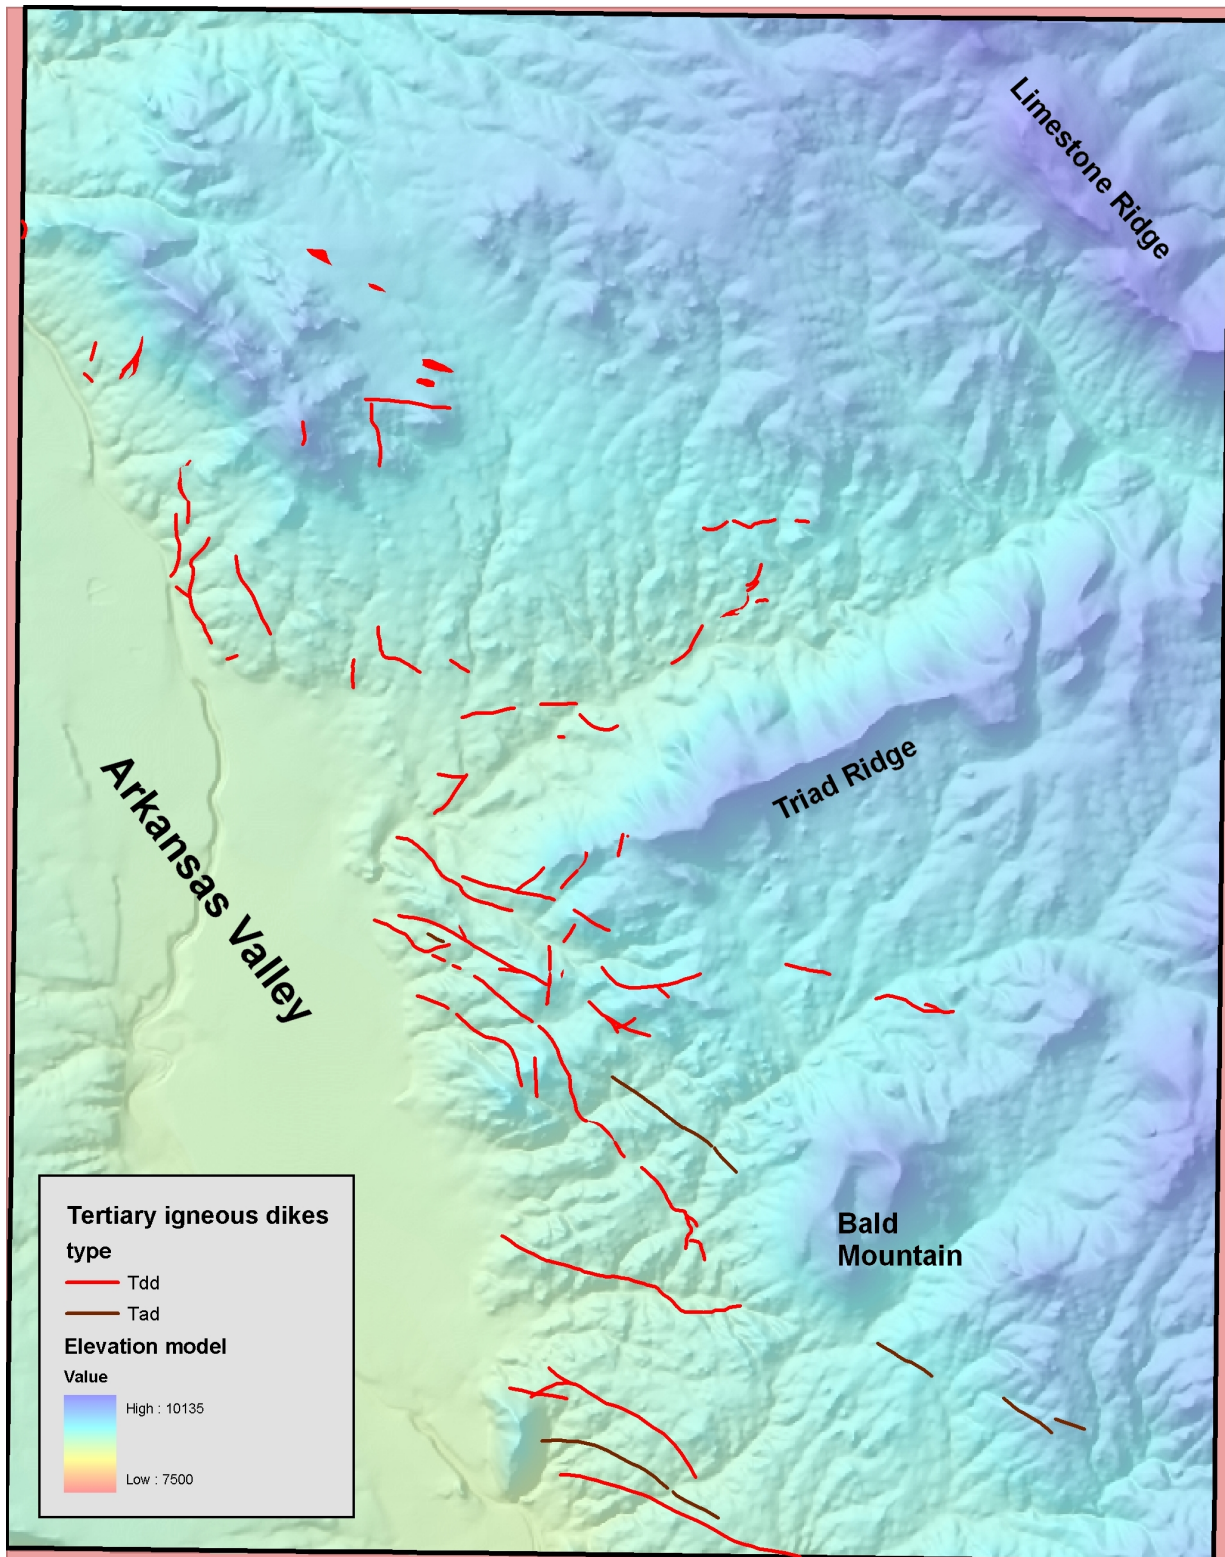 Limestone Ridge
Triad Ridge
Arkansas Valley
Bald
Mountain
Tertiary igneous dikes
type
Tdd
Tad
Elevation model
Value
High : 10135
Low : 7500